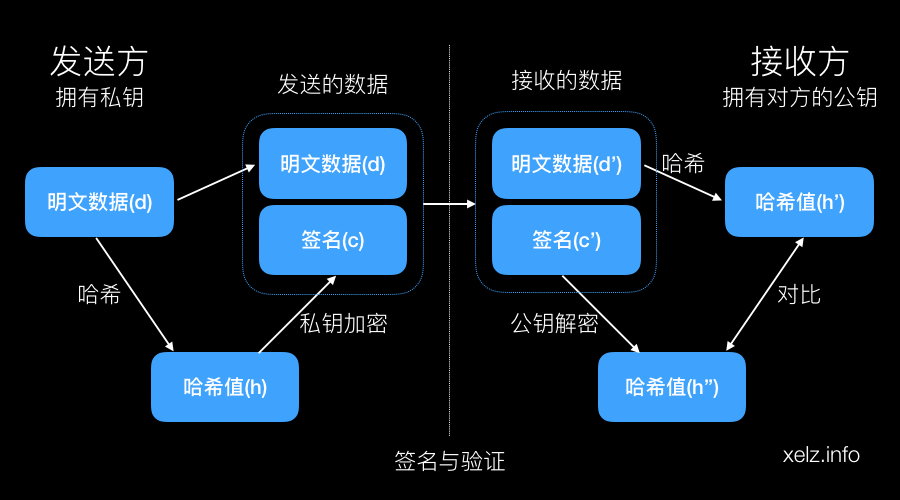 发送方
拥有私钥
发送的数据
明文数据(d)
明文数据(d)
签名(c)
哈希
私钥加密
哈希值(h)
接收的数据
接收方
拥有对方的公钥
明文数据(d’)
签名(c’)
哈希
哈希值(h’)
公钥解密
对比
哈希值(h”)
签名与验证
xelz.info